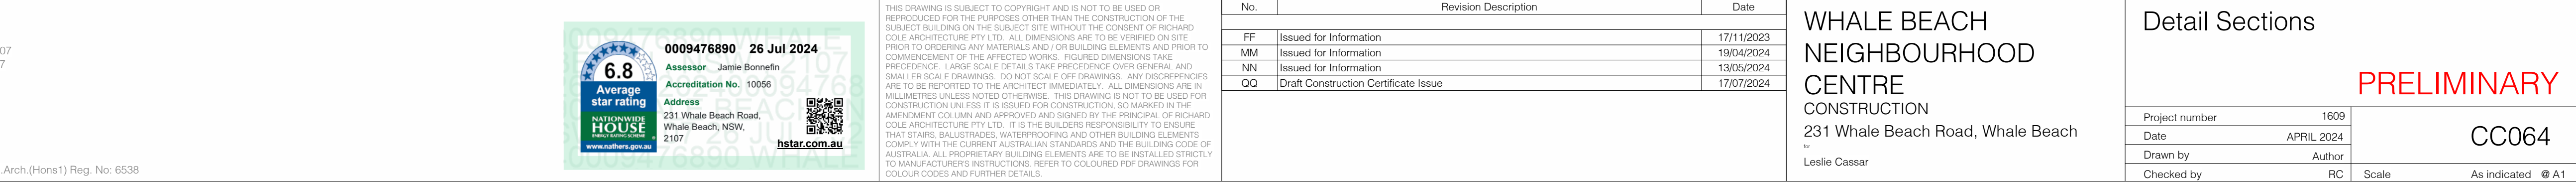 07
7
.Arch.(Hons1) Reg. No: 6538
6.8
Average
star rating
NATIONWIDE
HOUSE
ENERGY RATING SCHEME
www.nathers.gov.au
0009476890 26 Jul 2024
Assessor Jamie Bonnefin
Accreditation No. 10056
Address
231 Whale Beach Road,
Whale Beach, NSW,
2107
hstar.com.au
THIS DRAWING IS SUBJECT TO COPYRIGHT AND IS NOT TO BE USED OR
REPRODUCED FOR THE PURPOSES OTHER THAN THE CONSTRUCTION OF THE
SUBJECT BUILDING ON THE SUBJECT SITE WITHOUT THE CONSENT OF RICHARD
COLE ARCHITECTURE PTY LTD. ALL DIMENSIONS ARE TO BE VERIFIED ON SITE
PRIOR TO ORDERING ANY MATERIALS AND / OR BUILDING ELEMENTS AND PRIOR TO
COMMENCEMENT OF THE AFFECTED WORKS. FIGURED DIMENSIONS TAKE
PRECEDENCE. LARGE SCALE DETAILS TAKE PRECEDENCE OVER GENERAL AND
SMALLER SCALE DRAWINGS. DO NOT SCALE OFF DRAWINGS. ANY DISCREPENCIES
ARE TO BE REPORTED TO THE ARCHITECT IMMEDIATELY. ALL DIMENSIONS ARE IN
MILLIMETRES UNLESS NOTED OTHERWISE. THIS DRAWING IS NOT TO BE USED FOR
CONSTRUCTION UNLESS IT IS ISSUED FOR CONSTRUCTION, SO MARKED IN THE
AMENDMENT COLUMN AND APPROVED AND SIGNED BY THE PRINCIPAL OF RICHARD
COLE ARCHITECTURE PTY LTD. IT IS THE BUILDERS RESPONSIBILITY TO ENSURE
THAT STAIRS, BALUSTRADES, WATERPROOFING AND OTHER BUILDING ELEMENTS
COMPLY WITH THE CURRENT AUSTRALIAN STANDARDS AND THE BUILDING CODE OF
AUSTRALIA. ALL PROPRIETARY BUILDING ELEMENTS ARE TO BE INSTALLED STRICTLY
TO MANUFACTURER'S INSTRUCTIONS. REFER TO COLOURED PDF DRAWINGS FOR
COLOUR CODES AND FURTHER DETAILS.
No. Revision Description Date
FF Issued for Information 17/11/2023
MM Issued for Information 19/04/2024
NN Issued for Information 13/05/2024
QQ Draft Construction Certificate Issue 17/07/2024
WHALE BEACH
NEIGHBOURHOOD
CENTRE
CONSTRUCTION
231 Whale Beach Road, Whale Beach
for
Leslie Cassar
Detail Sections
PRELIMINARY
Project number 1609
Date APRIL 2024
Drawn by Author
Checked by RC
CC064
Scale As indicated @ A1